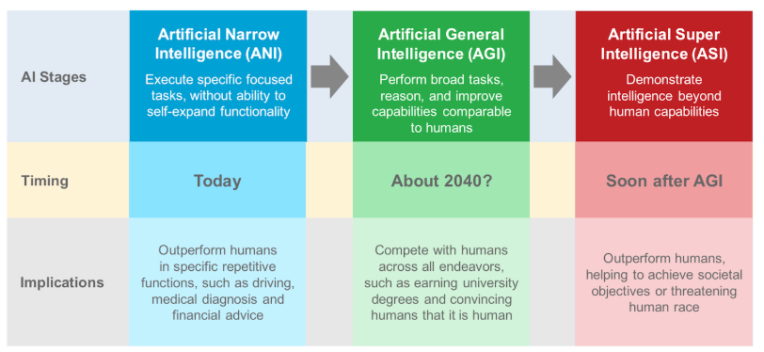 AI Stages
Artificial Narrow
Intelligence (ANI)
Execute specific focused
tasks, without ability to
self-expand functionality
Artificial General
Intelligence (AGI)
Perform broad tasks,
reason, and improve
capabilities comparable
to humans
Artificial Super
Intelligence (ASI)
Demonstrate
intelligence beyond
human capabilities
Timing
Today
About 2040?
Soon after AGI
Implications
Outperform humans
in specific repetitive
functions, such as driving,
medical diagnosis and
financial advice
Compete with humans
across all endeavors,
such as earning university
degrees and convincing
humans that it is human
Outperform humans,
helping to achieve societal
objectives or threatening
human race